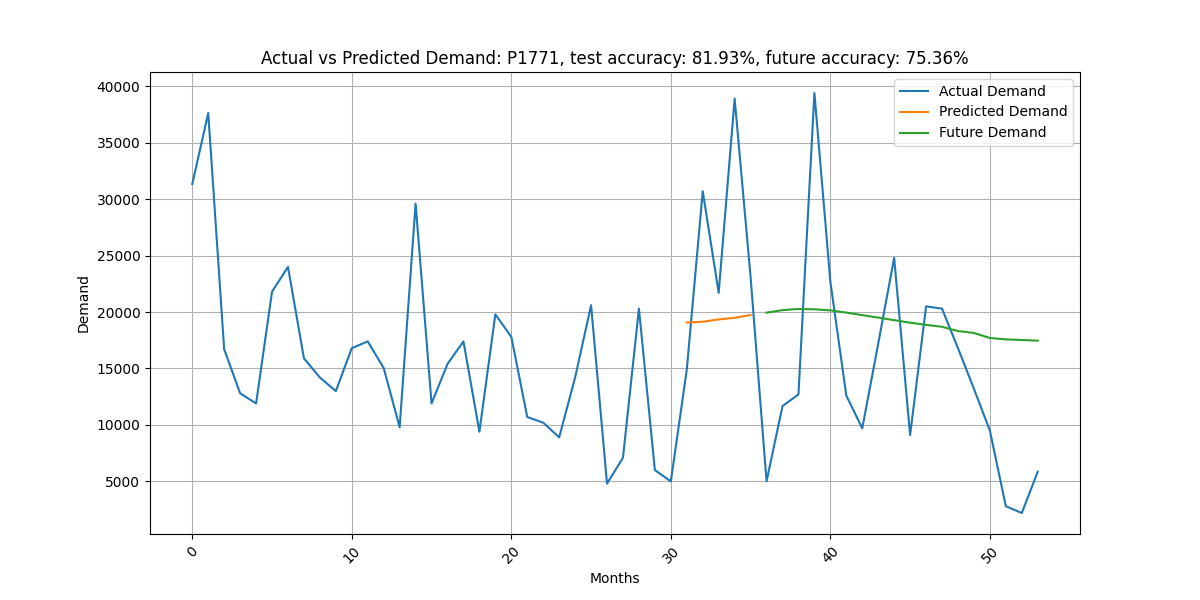 Actual vs Predicted Demand: P1771, test accuracy: 81.93%, future accuracy: 75.36%
Actual Demand
Predicted Demand
Future Demand
Demand
40000
35000
30000
25000
20000
15000
10000
5000
0 10 20 30 40 50
Months